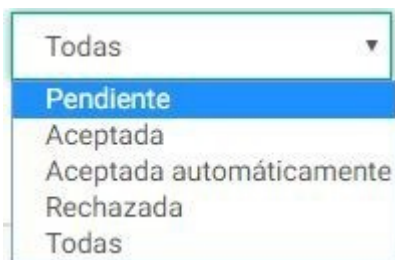 Todas
Pendiente
Aceptada
Aceptada automáticamente
Rechazada
Todas